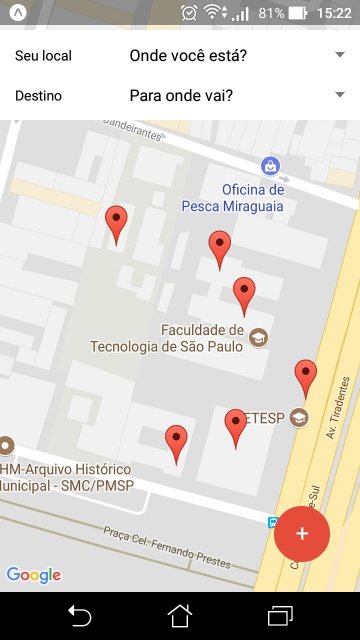 81% 15:22
Seu local Onde você está?
Destino Para onde vai?
Bandeirantes
Oficina de
Pesca Miraguaia
Faculdade de
Tecnologia de São Paulo
Av. Tiradentes
ETESP
HM-Arquivo Histórico
unicipal - SMC/PMSP
e-Sul
+
C
Praça Cel. Fernando Prestes
Google